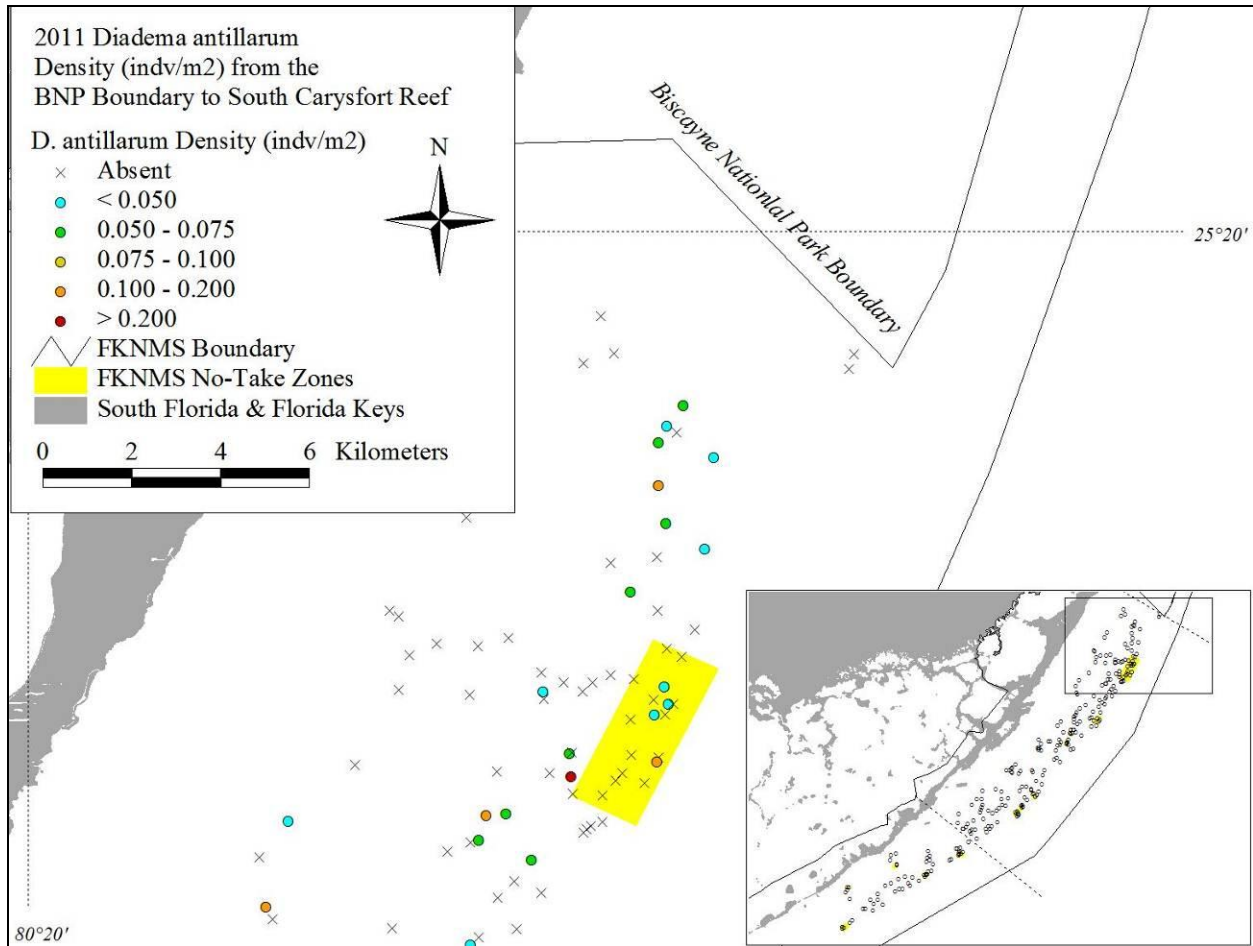 2011 Diadema antillarum
Density (indv/m2) from the
BNP Boundary to South Carysfort Reef
D. antillarum Density (indv/m2)
Absent
< 0.050
0.050 - 0.075
0.075 - 0.100
0.100 - 0.200
> 0.200
FKNMS Boundary
FKNMS No-Take Zones
South Florida & Florida Keys
0 2 4 6 Kilometers
N
Biscayne Nationlal Park Boundary
25°20'
80°20'